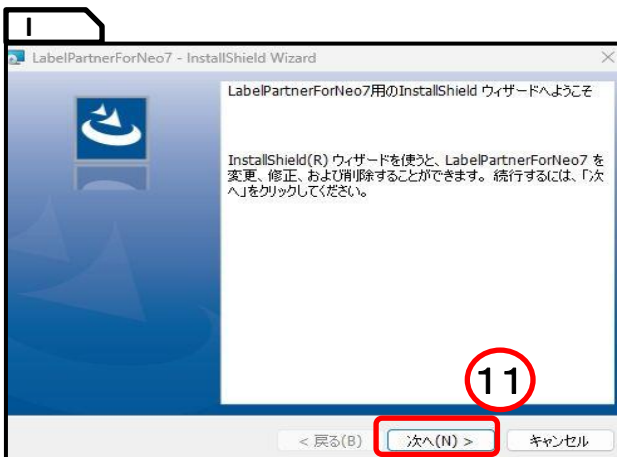 I
LabelPartnerForNeo7 - InstallShield Wizard
LabelPartnerForNeo7用のInstallShield ウィザードへようこそ
InstallShield(R) ウィザードを使うと、LabelPartnerForNeo7 を
変更、修正、および削除することができます。続行するには、「次
へ」をクリックしてください。
11
< 戻る(B)
次へ(N) >
キャンセル